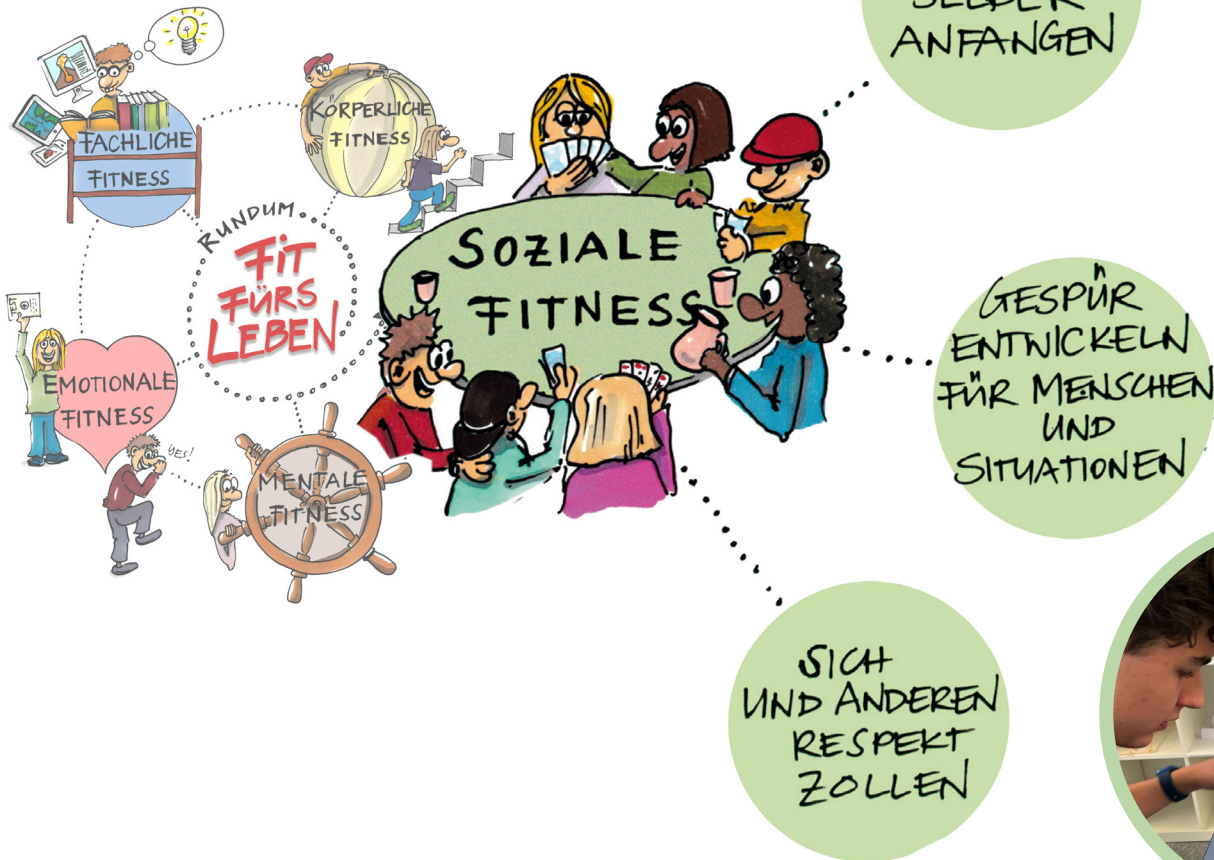 FACHLICHE
FITNESS
KÖRPERLICHE
FITNESS
RUNDUM
FIT
FÜRS
LEBEN
EMOTIONALE
FITNESS
YES!
MENTALE
FITNESS
SOZIALE
FITNESS
SELBER
ANFANGEN
GESPÜR
ENTWICKELN
FÜR MENSCHEN
UND
SITUATIONEN
SICH
UND ANDEREN
RESPEKT
ZOLLEN